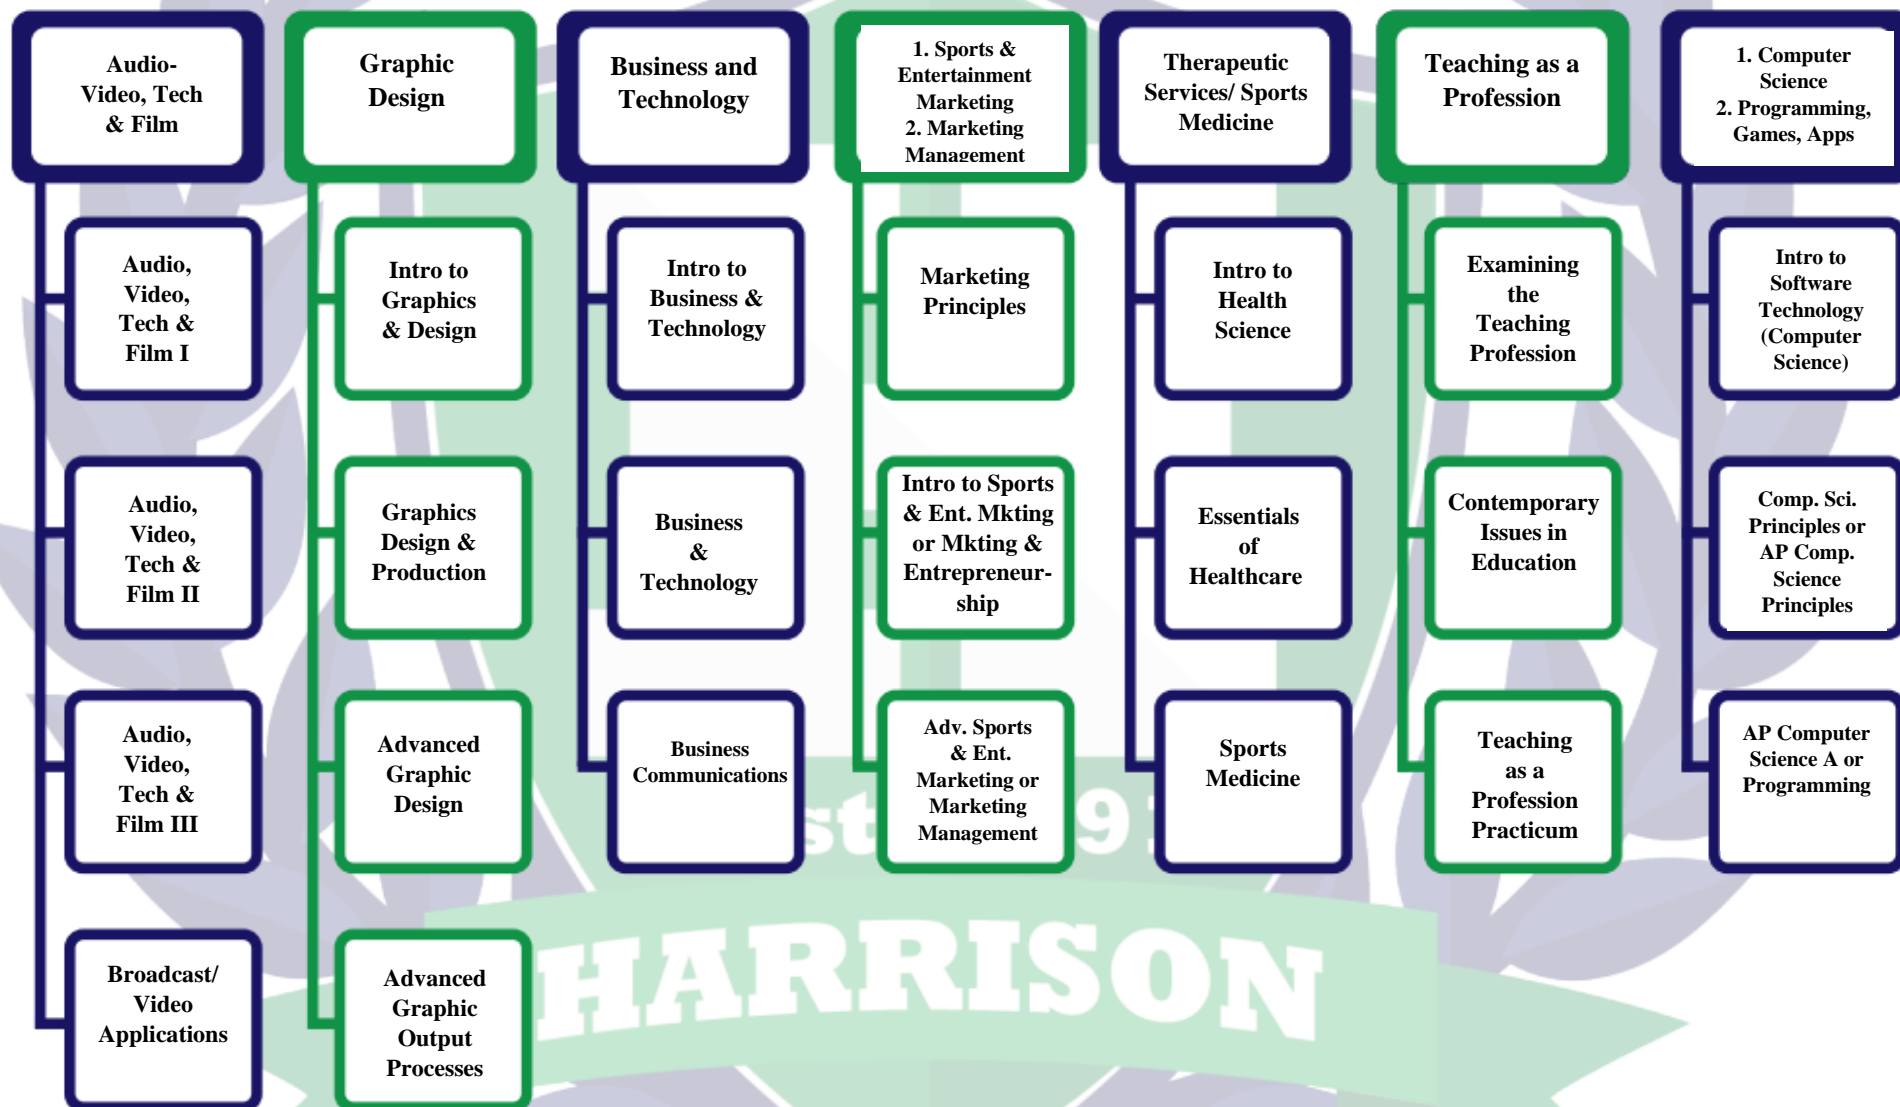 Audio-
Video, Tech
& Film
Graphic
Design
Business and
Technology
1. Sports &
Entertainment
Marketing
2. Marketing
Management
Therapeutic
Services/ Sports
Medicine
Teaching as a
Profession
1. Computer
Science
2. Programming,
Games, Apps
Audio,
Video,
Tech &
Film I
Intro to
Graphics
& Design
Intro to
Business &
Technology
Marketing
Principles
Intro to
Health
Science
Examining
the
Teaching
Profession
Intro to
Software
Technology
(Computer
Science)
Audio,
Video,
Tech &
Film II
Graphics
Design &
Production
Business
&
Technology
Intro to Sports
& Ent. Mkting
or Mkting &
Entrepreneur-
ship
Essentials
of
Healthcare
Contemporary
Issues in
Education
Comp. Sci.
Principles or
AP Comp.
Science
Principles
Audio,
Video,
Tech &
Film III
Advanced
Graphic
Design
Business
Communications
Adv. Sports
& Ent.
Marketing or
Marketing
Management
Sports
Medicine
Teaching
as a
Profession
Practicum
AP Computer
Science A or
Programming
Broadcast/
Video
Applications
Advanced
Graphic
Output
Processes
HARRISON